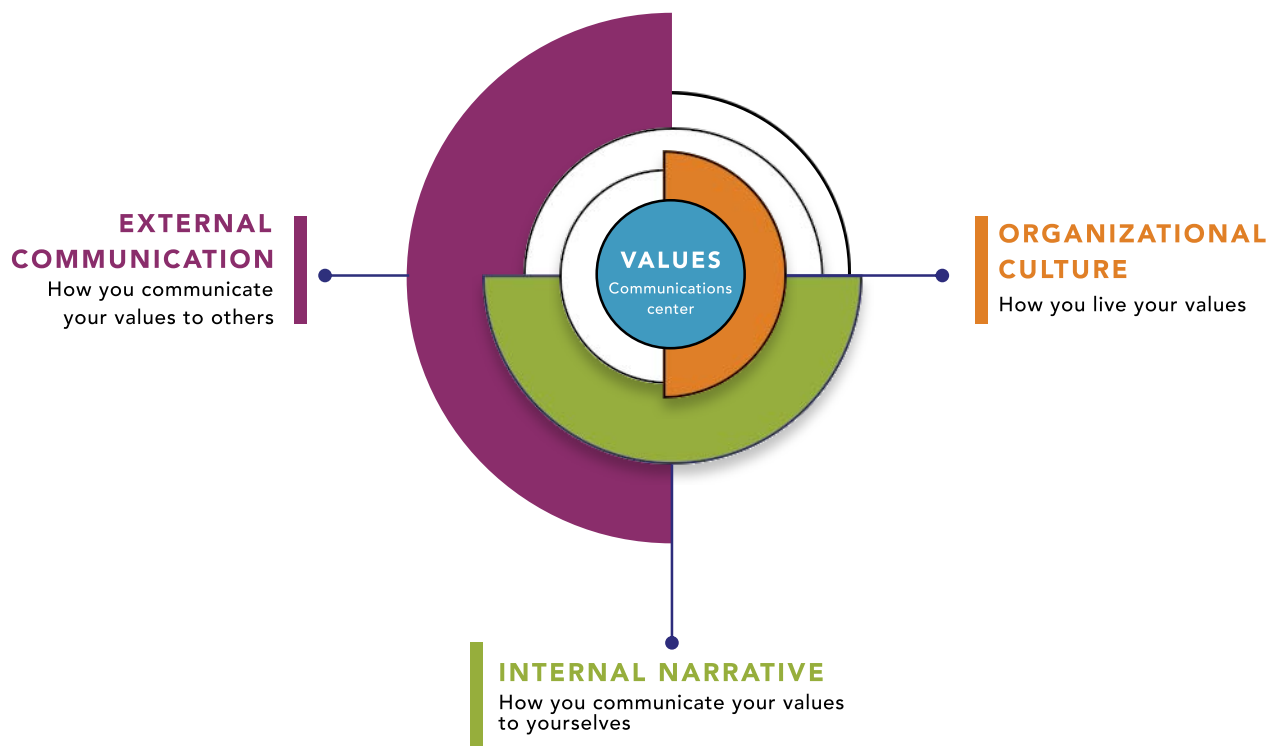 EXTERNAL
COMMUNICATION
How you communicate
your values to others
VALUES
Communications
center
ORGANIZATIONAL
CULTURE
How you live your values
INTERNAL NARRATIVE
How you communicate your values
to yourselves